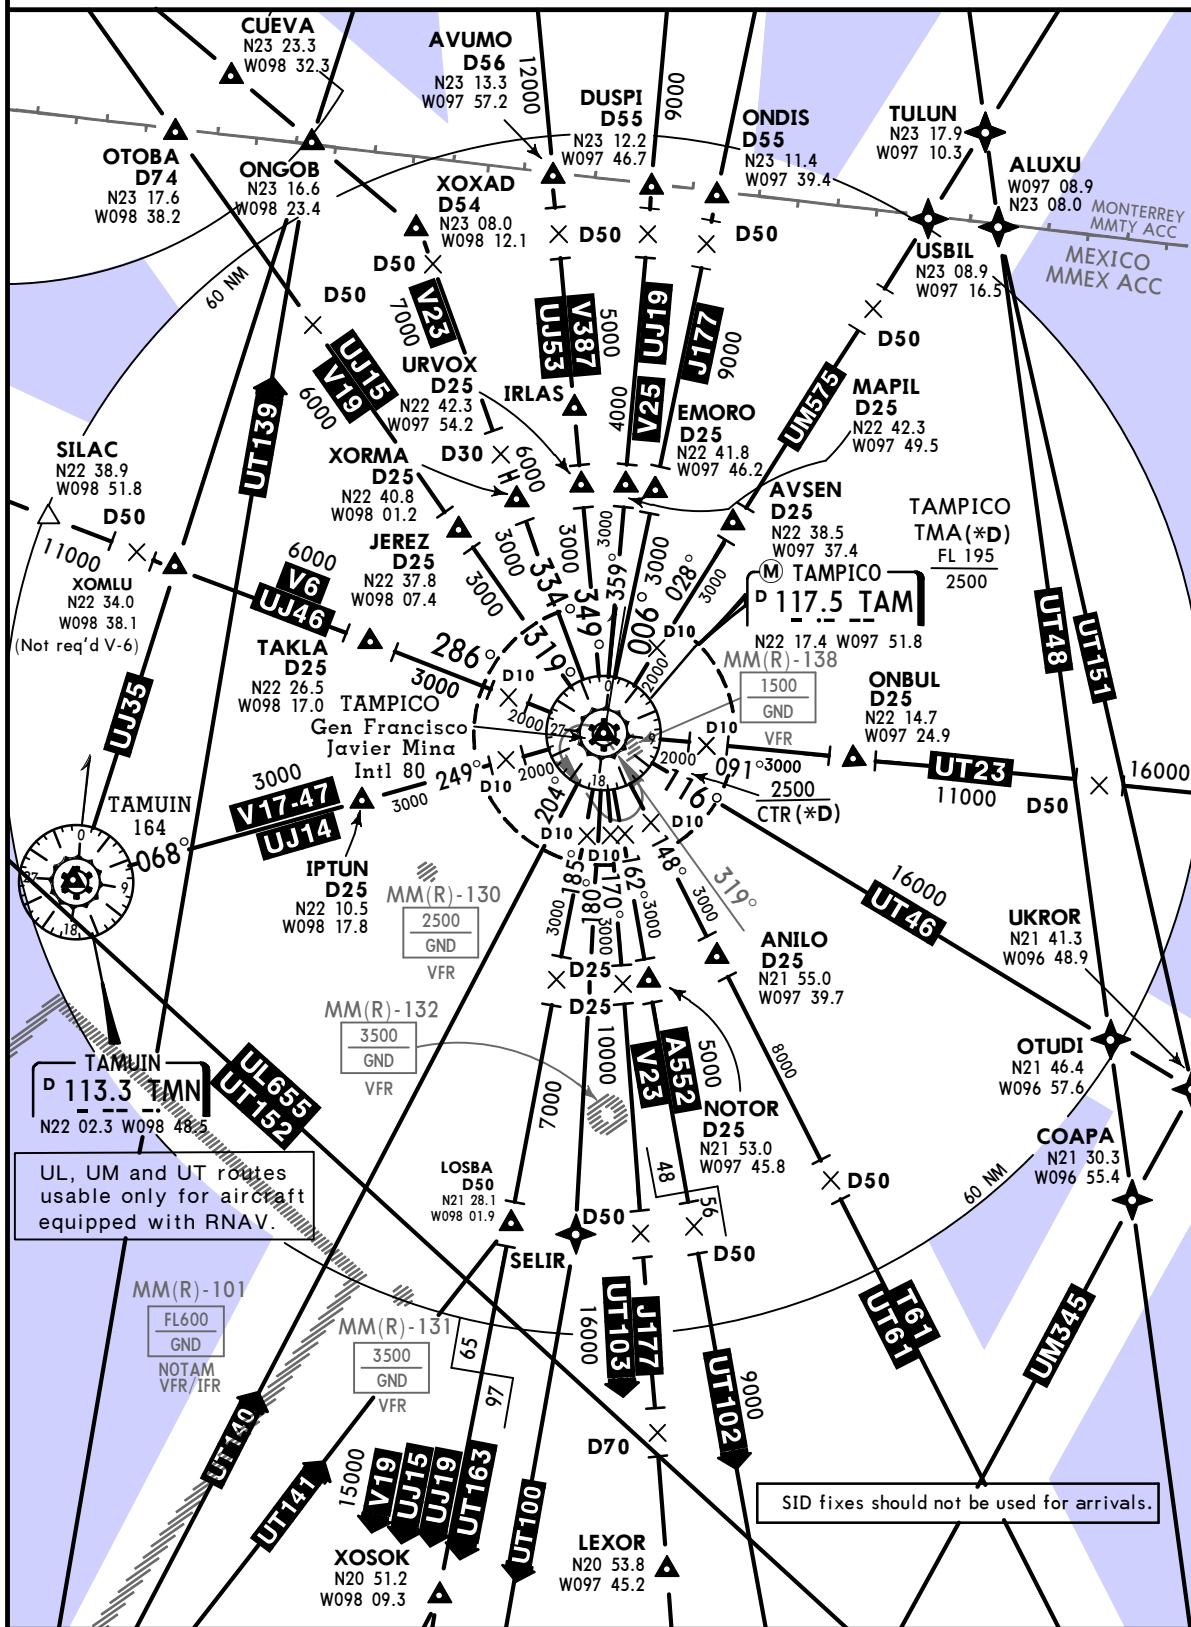 CUEVA
N23 23.3
W098 32.3
AVUMO
D56
N23 13.3
W097 57.2
12000
9000
DUSPI
D55
N23 12.2
W097 46.7
ONDIS
D55
N23 11.4
W097 39.4
TULUN
N23 17.9
W097 10.3
ALUXU
W097 08.9
N23 08.0
MONTERREY
MMTY ACC
MEXICO
MMEX ACC
OTOBA
D74
N23 17.6
W098 38.2
ONGOB
N23 16.6
W098 23.4
XOXAD
D54
N23 08.0
W098 12.1
USBIL
N23 08.9
W097 16.5
60 NM
D50
D50
D50
D50
D50
V23
7000
UJ15
V19
6000
UJ53
V387
5000
V25
UJ19
4000
J177
9000
UM575
URVOX
D25
N22 42.3
W097 54.2
IRLAS
EMORO
D25
N22 41.8
W097 46.2
MAPIL
D25
N22 42.3
W097 49.5
UT139
SILAC
N22 38.9
W098 51.8
D50
11000
XORMA
D25
N22 40.8
W098 01.2
D30
H
6000
AVSEN
D25
N22 38.5
W097 37.4
TAMPICO
TMA(*D)
FL 195
2500
JEREZ
D25
N22 37.8
W098 07.4
XOMLU
N22 34.0
W098 38.1
(Not req'd V-6)
6000
V6
UJ46
3000
3000
3000
3000
3000
3000
319°
334°
349°
359°
006°
028°
M TAMPICO
D 117.5 TAM
N22 17.4 W097 51.8
UT48
UT151
TAKLA
D25
N22 26.5
W098 17.0
286°
3000
D10
2000
D10
2000
MM(R)-138
1500
GND
VFR
ONBUL
D25
N22 14.7
W097 24.9
UJ35
TAMPICO
Gen Francisco
Javier Mina
Intl 80
0
27
9
18
D10
2000
091°
3000
UT23
11000
D50
16000
2500
CTR(*D)
3000
V17-47
UJ14
249°
3000
D10
2000
TAMUIN
164
068°
0
27
9
18
204°
D10
D10
116°
D10
IPTUN
D25
N22 10.5
W098 17.8
MM(R)-130
2500
GND
VFR
185°
180°
170°
162°
148°
3000
3000
3000
3000
319°
16000
UT46
UKROR
N21 41.3
W096 48.9
ANILO
D25
N21 55.0
W097 39.7
D25
D25
MM(R)-132
3500
GND
VFR
10000
V23
A552
5000
8000
NOTOR
D25
N21 53.0
W097 45.8
OTUDI
N21 46.4
W096 57.6
TAMUIN
D 113.3 TMN
N22 02.3 W098 48.5
UL655
UT152
7000
COAPA
N21 30.3
W096 55.4
UL, UM and UT routes
usable only for aircraft
equipped with RNAV.
LOSBA
D50
N21 28.1
W098 01.9
48
56
D50
D50
D50
60 NM
SELIR
MM(R)-101
FL600
GND
NOTAM
VFR/IFR
MM(R)-131
3500
GND
VFR
65
97
16000
UT103
J177
UT102
9000
T61
UT61
UM345
UT140
UT141
15000
V19
UJ15
UJ19
UT163
UT100
D70
SID fixes should not be used for arrivals.
XOSOK
N20 51.2
W098 09.3
LEXOR
N20 53.8
W097 45.2